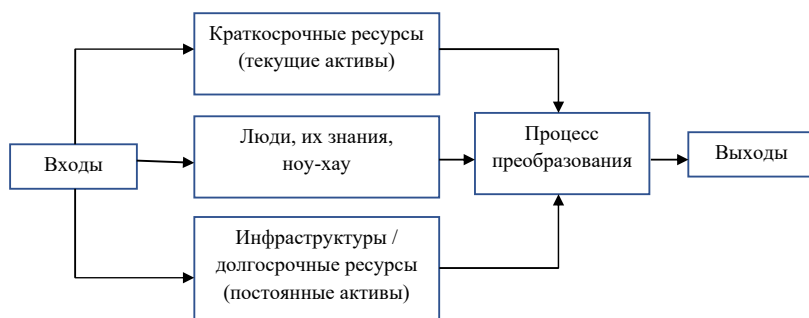 Входы
Краткосрочные ресурсы
(текущие активы)
Люди, их знания,
ноу-хау
Инфраструктуры /
долгосрочные ресурсы
(постоянные активы)
Процесс
преобразования
Выходы